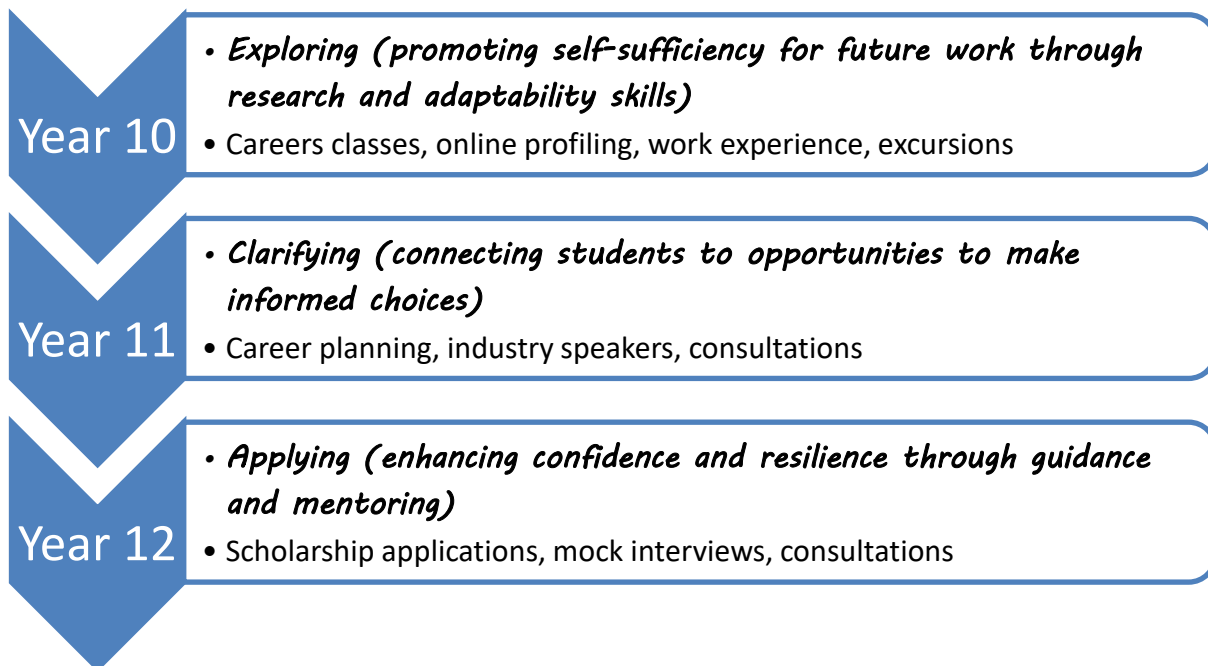 Year 10
• Exploring (promoting self-sufficiency for future work through
research and adaptability skills)
• Careers classes, online profiling, work experience, excursions
Year 11
• Clarifying (connecting students to opportunities to make
informed choices)
• Career planning, industry speakers, consultations
Year 12
• Applying (enhancing confidence and resilience through guidance
and mentoring)
• Scholarship applications, mock interviews, consultations